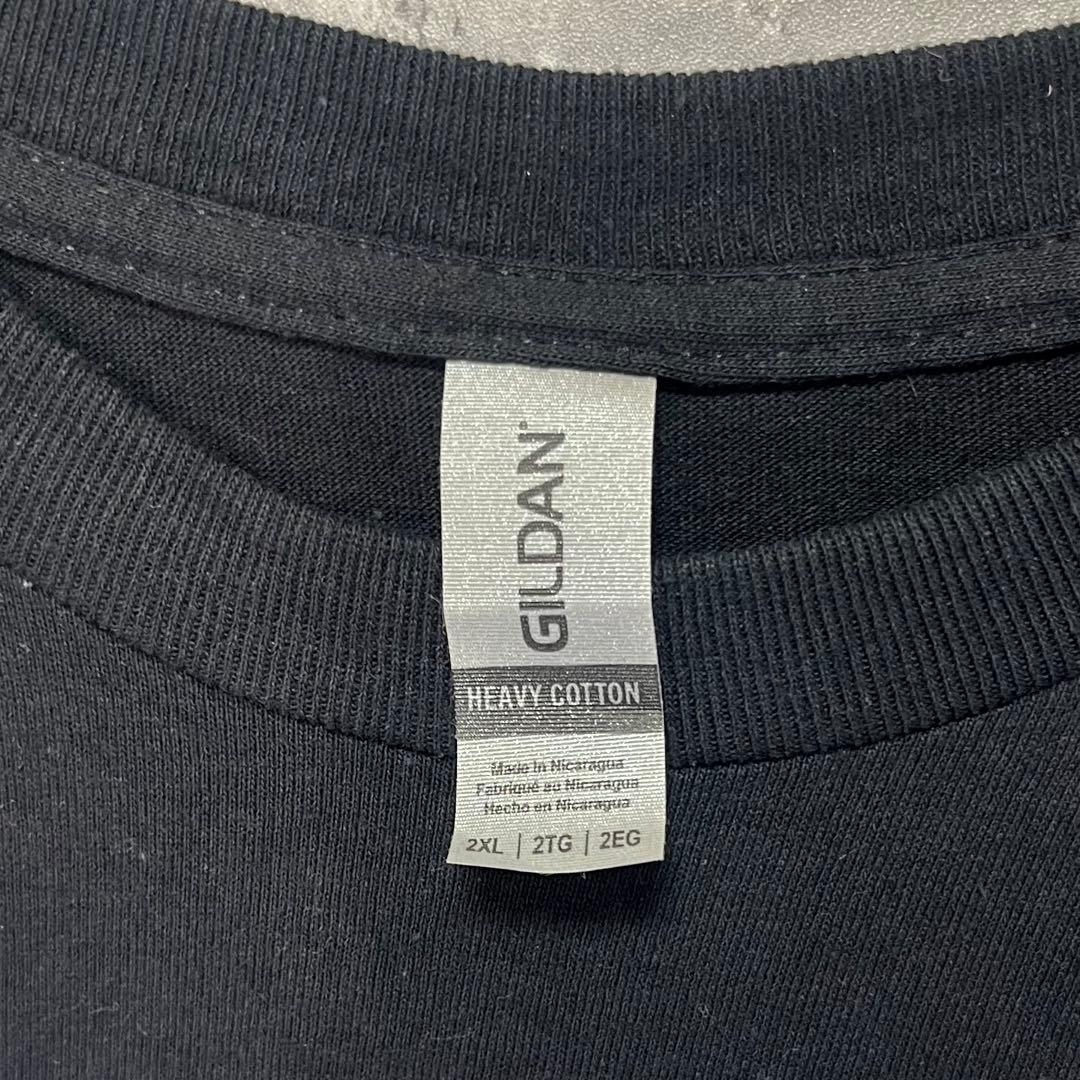 GILDAN®
HEAVY COTTON
Made in Nicaragua
Fabriqué au Nicaragua
Hecho en Nicaragua
2XL | 2TG | 2EG